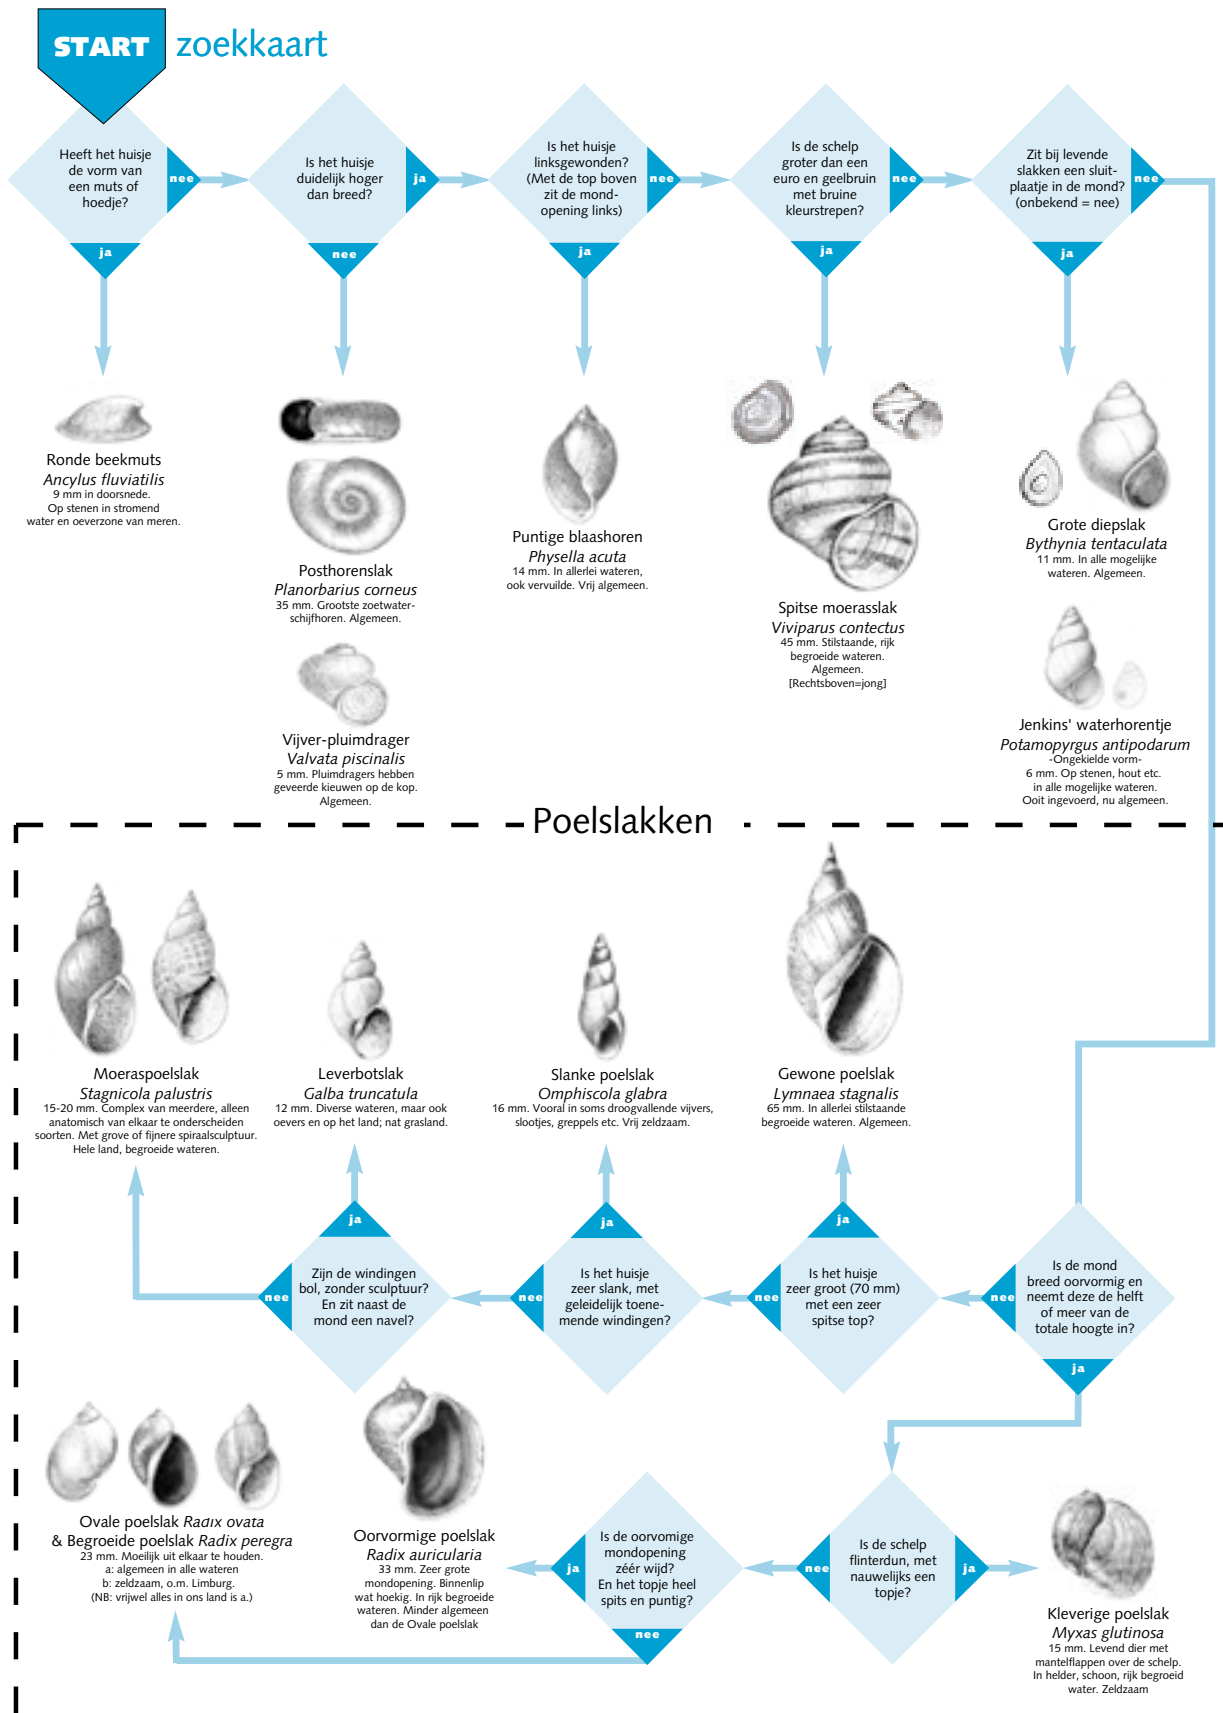 START zoekkaart
Heeft het huisje
de vorm van
een muts of
hoedje?
nee
ja
Is het huisje
duidelijk hoger
dan breed?
ja
nee
Is het huisje
linksgewonden?
(Met de top boven
zit de mond-
opening links)
nee
ja
Is de schelp
groter dan een
euro en geelbruin
met bruine
kleurstrepen?
nee
ja
Zit bij levende
slakken een sluit-
plaatje in de mond?
(onbekend = nee)
nee
ja
Ronde beekmuts
Ancylus fluviatilis
9 mm in doorsnede.
Op stenen in stromend
water en oeverzone van meren.
Posthorenslak
Planorbarius corneus
35 mm. Grootste zoetwater-
schijfhoren. Algemeen.
Vijver-pluimdrager
Valvata piscinalis
5 mm. Pluimdragers hebben
geveerde kieuwen op de kop.
Algemeen.
Puntige blaashoren
Physella acuta
14 mm. In allerlei wateren,
ook vervuilde. Vrij algemeen.
Spitse moerasslak
Viviparus contectus
45 mm. Stilstaande, rijk
begroeide wateren.
Algemeen.
[Rechtsboven=jong]
Grote diepslak
Bythynia tentaculata
11 mm. In alle mogelijke
wateren. Algemeen.
Jenkins' waterhorentje
Potamopyrgus antipodarum
-Ongekielde vorm-
6 mm. Op stenen, hout etc.
in alle mogelijke wateren.
Ooit ingevoerd, nu algemeen.
Poelslakken
Moeraspoelslak
Stagnicola palustris
15-20 mm. Complex van meerdere, alleen
anatomisch van elkaar te onderscheiden
soorten. Met grove of fijnere spiraalsculptuur.
Hele land, begroeide wateren.
Leverbotslak
Galba truncatula
12 mm. Diverse wateren, maar ook
oevers en op het land; nat grasland.
Slanke poelslak
Omphiscola glabra
16 mm. Vooral in soms droogvallende vijvers,
slootjes, greppels etc. Vrij zeldzaam.
Gewone poelslak
Lymnaea stagnalis
65 mm. In allerlei stilstaande
begroeide wateren. Algemeen.
ja
nee
Zijn de windingen
bol, zonder sculptuur?
En zit naast de
mond een navel?
ja
nee
Is het huisje
zeer slank, met
geleidelijk toene-
mende windingen?
ja
nee
Is het huisje
zeer groot (70 mm)
met een zeer
spitse top?
nee
Is de mond
breed oorvormig en
neemt deze de helft
of meer van de
totale hoogte in?
ja
Ovale poelslak Radix ovata
& Begroeide poelslak Radix peregra
23 mm. Moeilijk uit elkaar te houden.
a: algemeen in alle wateren
b: zeldzaam, o.m. Limburg.
(NB: vrijwel alles in ons land is a.)
Oorvormige poelslak
Radix auricularia
33 mm. Zeer grote
mondopening. Binnenlip
wat hoekig. In rijk begroeide
wateren. Minder algemeen
dan de Ovale poelslak
ja
Is de oorvomige
mondopening
zéér wijd?
En het topje heel
spits en puntig?
nee
nee
Is de schelp
flinterdun, met
nauwelijks een
topje?
ja
Kleverige poelslak
Myxas glutinosa
15 mm. Levend dier met
mantelflappen over de schelp.
In helder, schoon, rijk begroeid
water. Zeldzaam